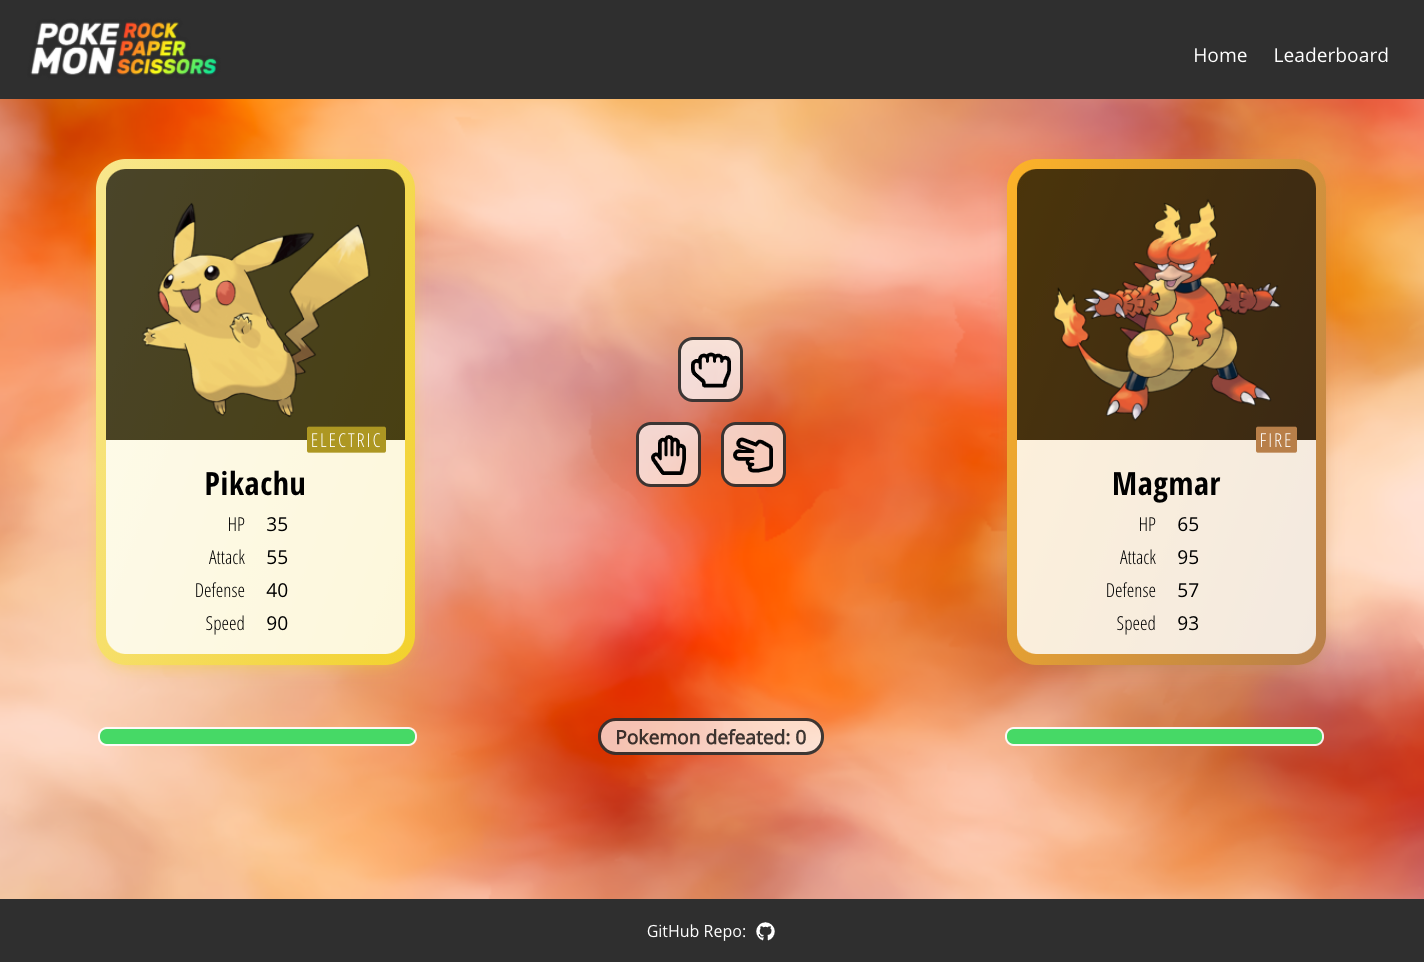 POKE
MON
ROCK
PAPER
SCISSORS
Home Leaderboard
ELECTRIC
Pikachu
HP 35
Attack 55
Defense 40
Speed 90
FIRE
Magmar
HP 65
Attack 95
Defense 57
Speed 93
Pokemon defeated: 0
GitHub Repo: